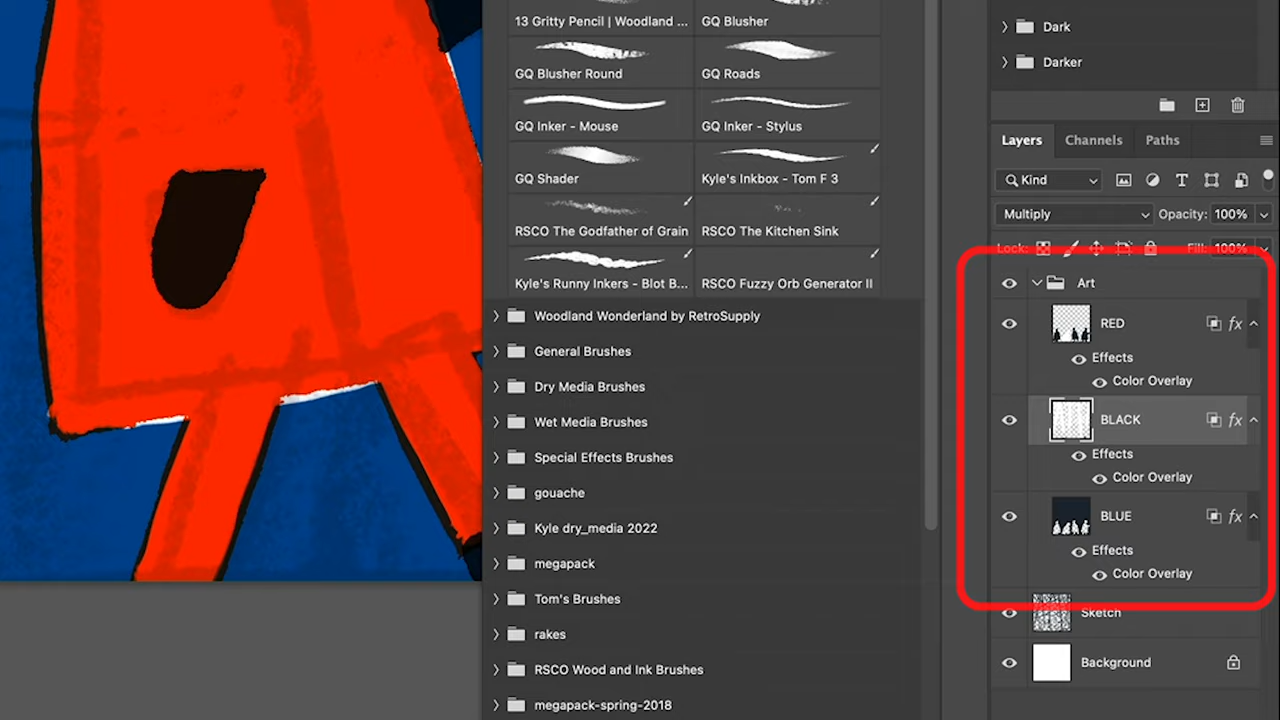 13 Gritty Pencil | Woodland ...
GQ Blusher
GQ Blusher Round
GQ Roads
GQ Inker - Mouse
GQ Inker - Stylus
GQ Shader
Kyle's Inkbox - Tom F 3
RSCO The Godfather of Grain
RSCO The Kitchen Sink
Kyle's Runny Inkers - Blot B...
RSCO Fuzzy Orb Generator II
Woodland Wonderland by RetroSupply
General Brushes
Dry Media Brushes
Wet Media Brushes
Special Effects Brushes
gouache
Kyle dry_media 2022
megapack
Tom's Brushes
rakes
RSCO Wood and Ink Brushes
megapack-spring-2018
Dark
Darker
Layers Channels Paths
Kind
Multiply Opacity: 100%
Lock: Fill: 100%
Art
RED fx
Effects
Color Overlay
BLACK fx
Effects
Color Overlay
BLUE fx
Effects
Color Overlay
Sketch
Background